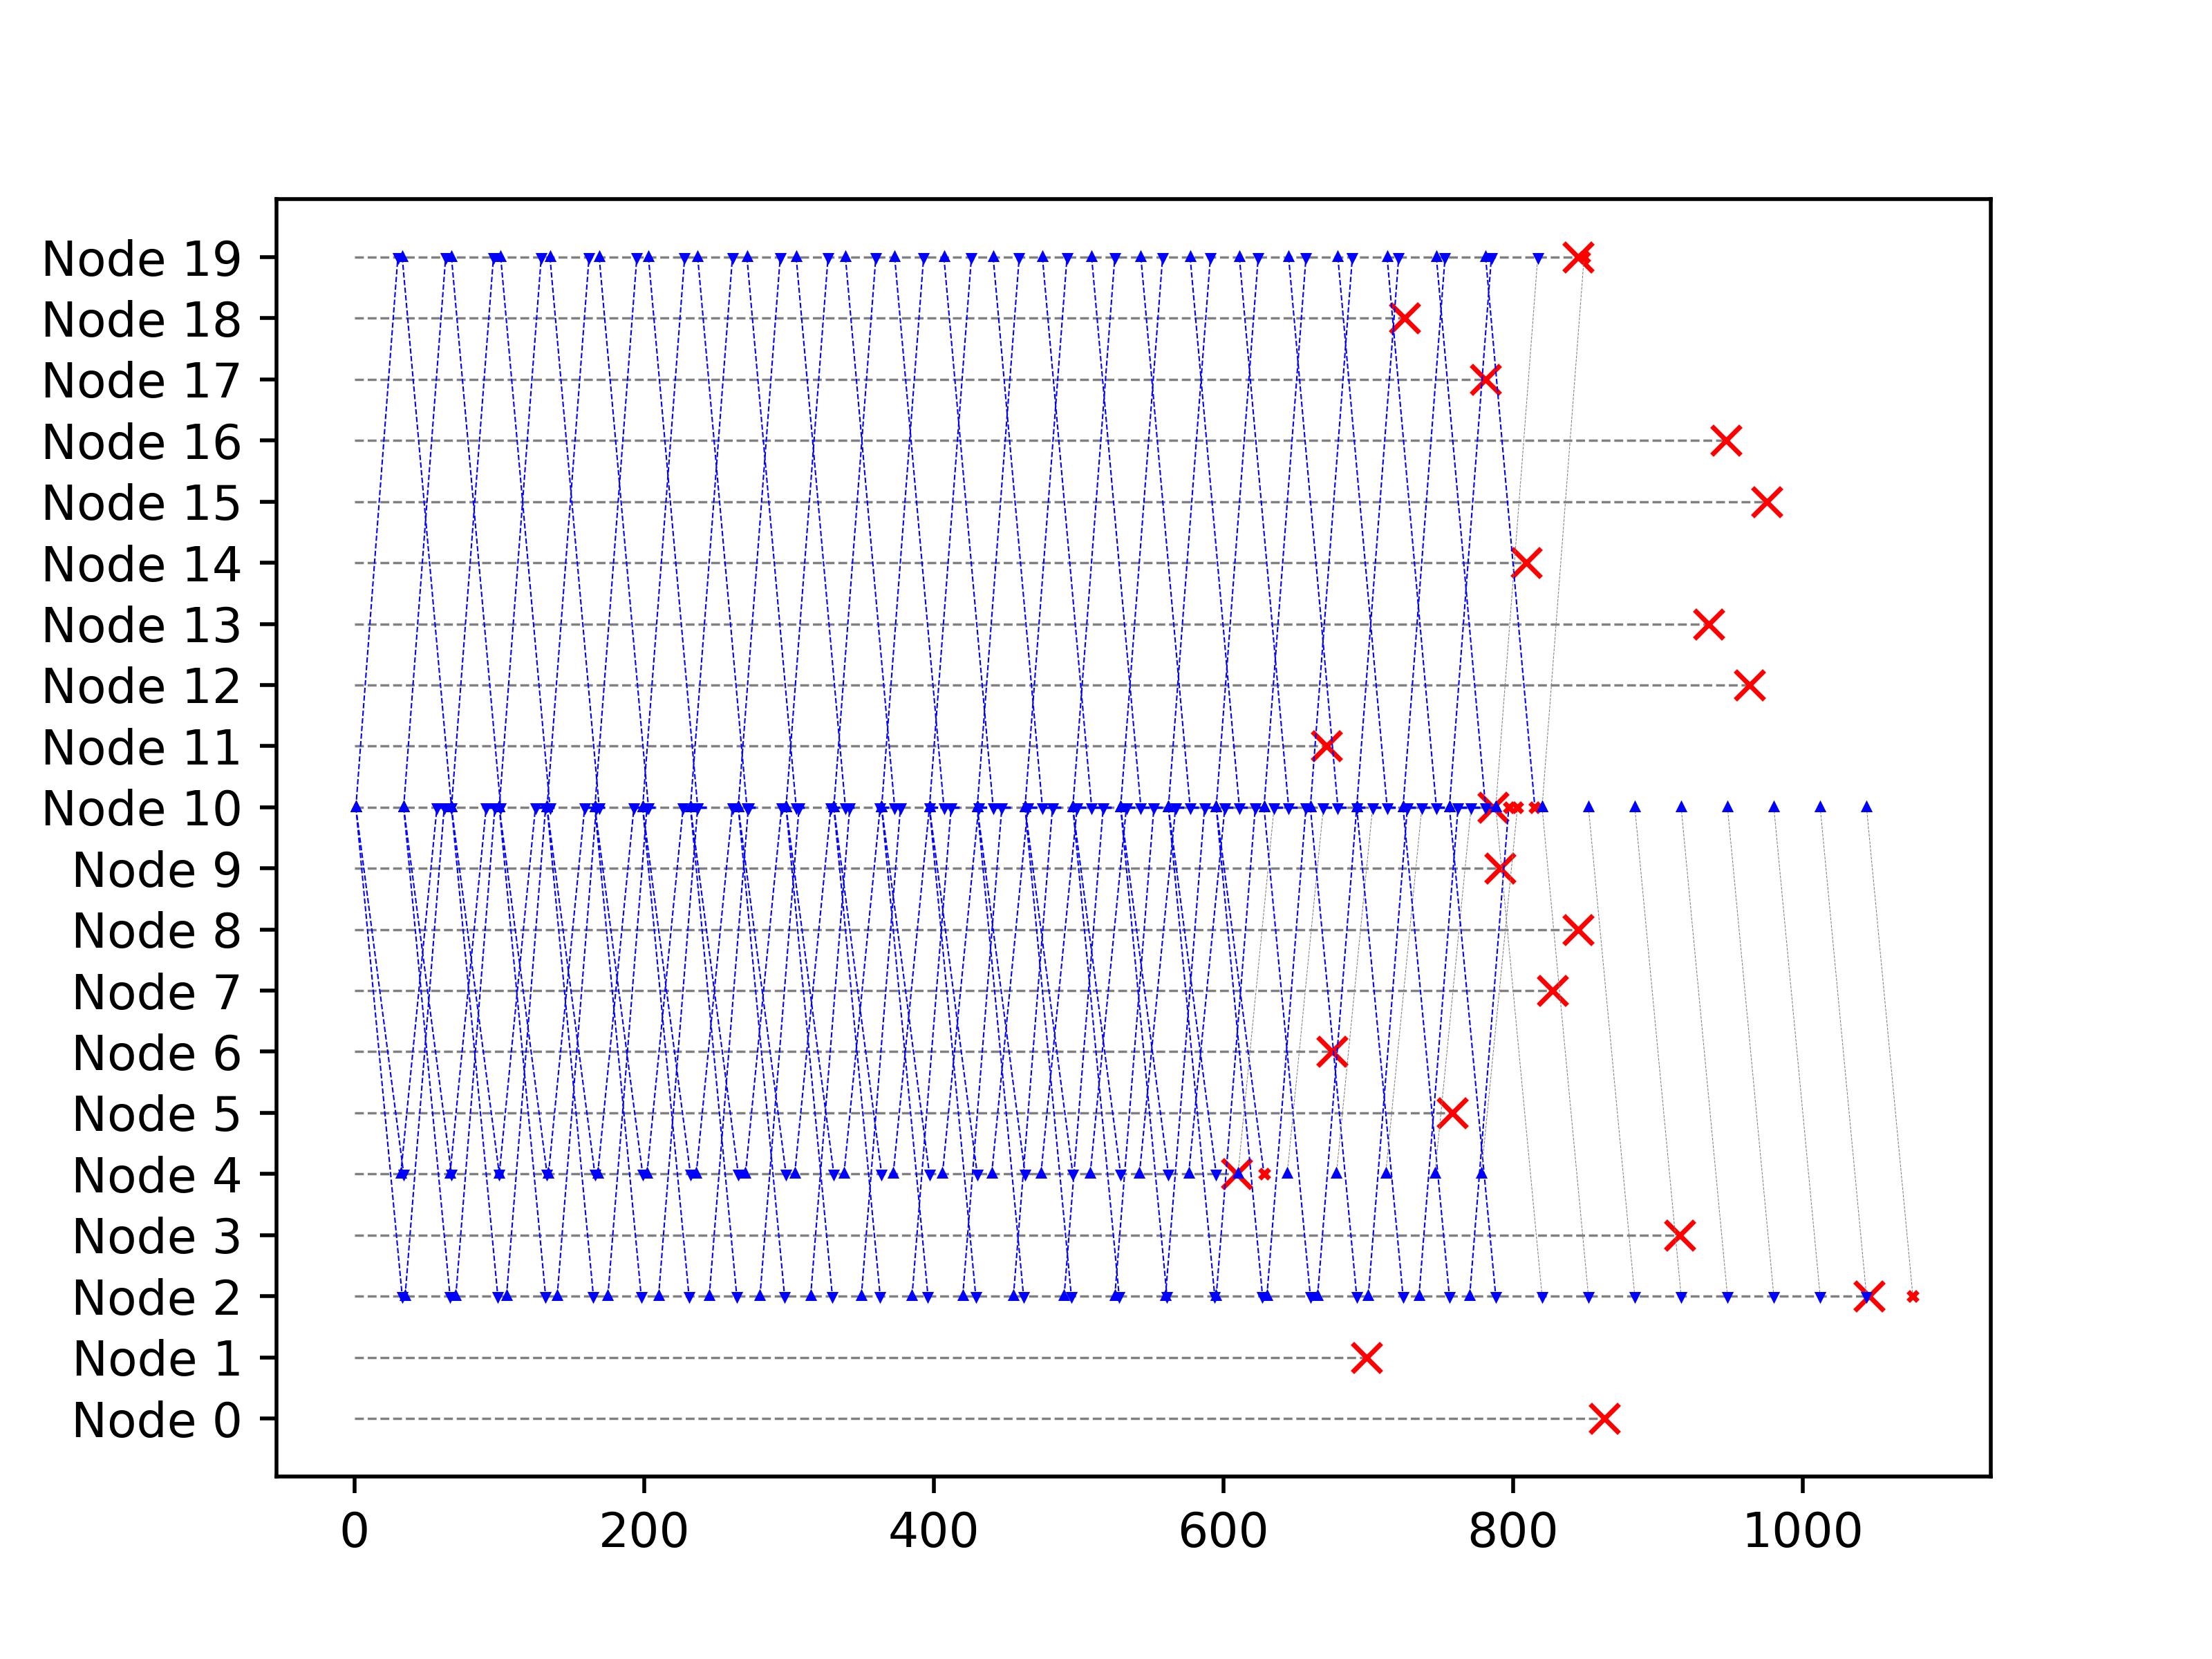 Node 19
Node 18
Node 17
Node 16
Node 15
Node 14
Node 13
Node 12
Node 11
Node 10
Node 9
Node 8
Node 7
Node 6
Node 5
Node 4
Node 3
Node 2
Node 1
Node 0
0 200 400 600 800 1000